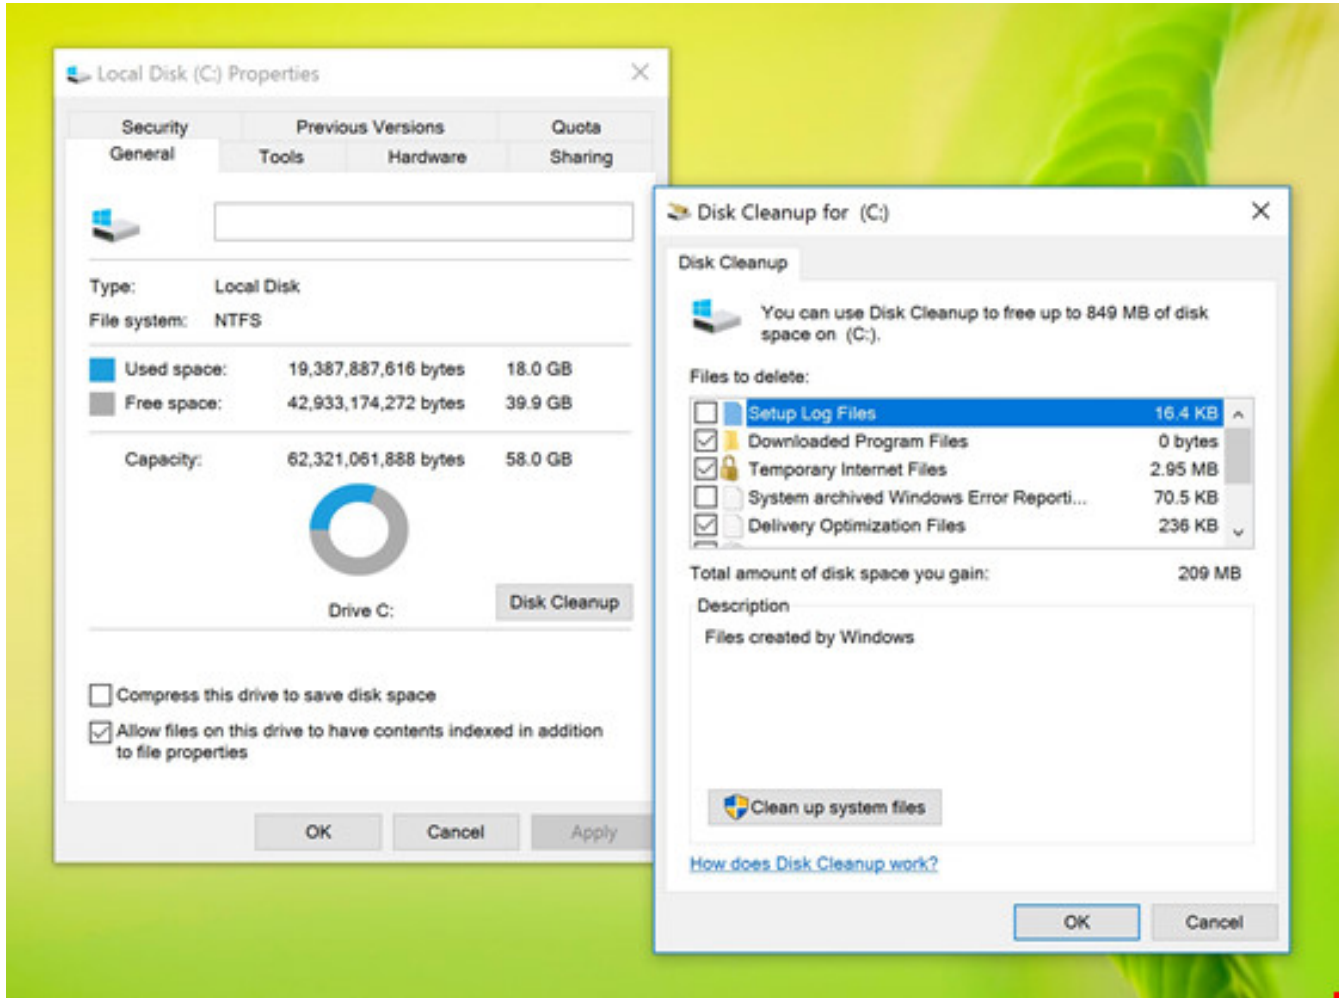 Local Disk (C:) Properties
Security Previous Versions Quota
General Tools Hardware Sharing
Type: Local Disk
File system: NTFS
Used space: 19,387,887,616 bytes 18.0 GB
Free space: 42,933,174,272 bytes 39.9 GB
Capacity: 62,321,061,888 bytes 58.0 GB
Drive C:
Disk Cleanup
Compress this drive to save disk space
Allow files on this drive to have contents indexed in addition
to file properties
OK Cancel Apply
Disk Cleanup for (C:)
Disk Cleanup
You can use Disk Cleanup to free up to 849 MB of disk
space on (C:).
Files to delete:
Setup Log Files 16.4 KB
Downloaded Program Files 0 bytes
Temporary Internet Files 2.95 MB
System archived Windows Error Reporti... 70.5 KB
Delivery Optimization Files 236 KB
Total amount of disk space you gain: 209 MB
Description
Files created by Windows
Clean up system files
How does Disk Cleanup work?
OK Cancel